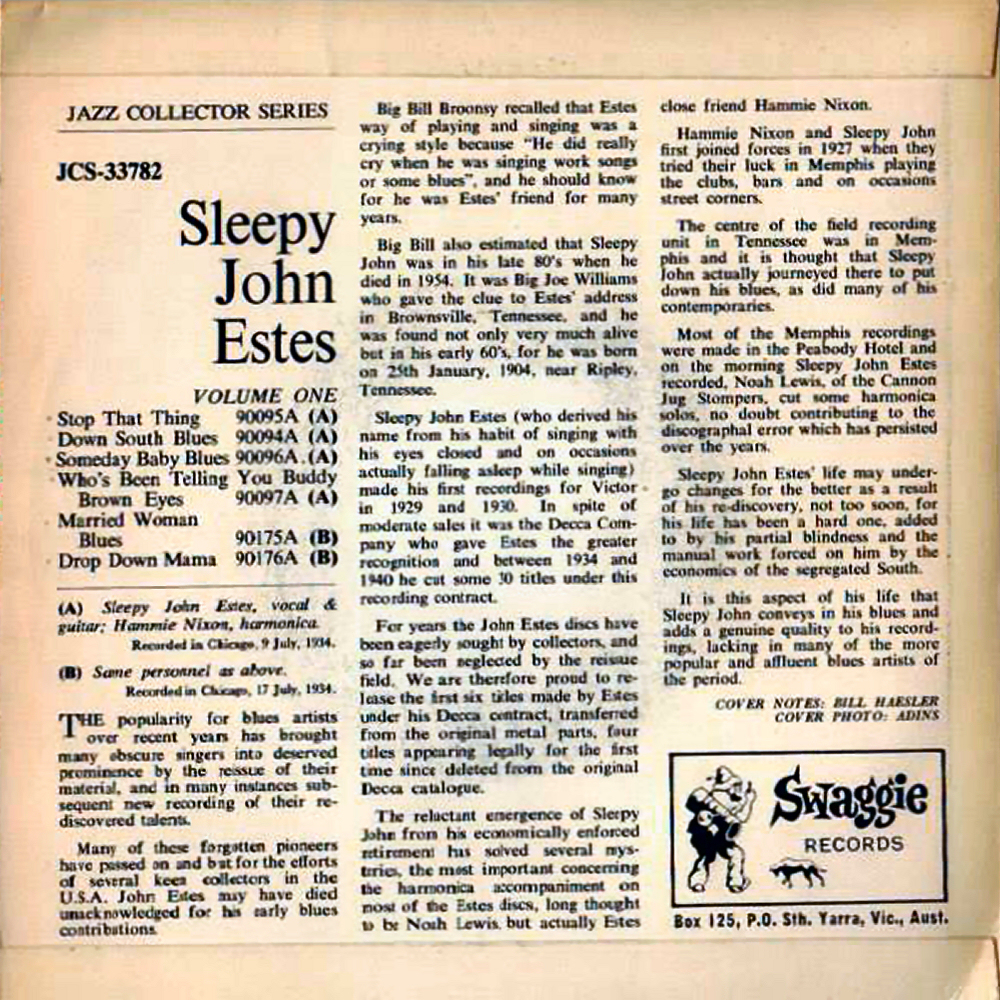 JAZZ COLLECTOR SERIES
JCS-33782
Sleepy
John
Estes
VOLUME ONE
Stop That Thing 90095A (A)
Down South Blues 90094A (A)
Someday Baby Blues 90096A.(A)
Who's Been Telling You Buddy
Brown Eyes 90097A (A)
Married Woman
Blues 90175A (B)
Drop Down Mama 90176A (B)
(A) Sleepy John Estes, vocal &
guitar; Hammie Nixon, harmonica.
Recorded in Chicago, 9 July, 1934.
(B) Same personnel as above.
Recorded in Chicago, 17 July, 1934.
THE popularity for blues artists
over recent years has brought
many obscure singers into deserved
prominence by the reissue of their
material, and in many instances sub-
sequent new recording of their re-
discovered talents.
Many of these forgotten pioneers
have passed on and but for the efforts
of several keen collectors in the
U.S.A. John Estes may have died
unacknowledged for his early blues
contributions.
Big Bill Broonsy recalled that Estes
way of playing and singing was a
crying style because "He did really
cry when he was singing work songs
or some blues", and he should know
for he was Estes' friend for many
years.
Big Bill also estimated that Sleepy
John was in his late 80's when he
died in 1954. It was Big Joe Williams
who gave the clue to Estes' address
in Brownsville, Tennessee, and he
was found not only very much alive
but in his early 60's, for he was born
on 25th January, 1904, near Ripley,
Tennessee.
Sleepy John Estes (who derived his
name from his habit of singing with
his eyes closed and on occasions
actually falling asleep while singing)
made his first recordings for Victor
in 1929 and 1930. In spite of
moderate sales it was the Decca Com-
pany who gave Estes the greater
recognition and between 1934 and
1940 he cut some 30 titles under this
recording contract.
For years the John Estes discs have
been eagerly sought by collectors, and
so far been neglected by the reissue
field. We are therefore proud to re-
lease the first six titles made by Estes
under his Decca contract, transferred
from the original metal parts, four
titles appearing legally for the first
time since deleted from the original
Decca catalogue.
The reluctant emergence of Sleepy
John from his economically enforced
retirement has solved several mys-
teries, the most important concerning
the harmonica accompaniment on
most of the Estes discs, long thought
to be Noah Lewis, but actually Estes
close friend Hammie Nixon.
Hammie Nixon and Sleepy John
first joined forces in 1927 when they
tried their luck in Memphis playing
the clubs, bars and on occasions
street corners.
The centre of the field recording
unit in Tennessee was in Mem-
phis and it is thought that Sleepy
John actually journeyed there to put
down his blues, as did many of his
contemporaries.
Most of the Memphis recordings
were made in the Peabody Hotel and
on the morning Sleepy John Estes
recorded, Noah Lewis, of the Cannon
Jug Stompers, cut some harmonica
solos, no doubt contributing to the
discographal error which has persisted
over the years.
Sleepy John Estes' life may under-
go changes for the better as a result
of his re-discovery, not too soon, for
his life has been a hard one, added
to by his partial blindness and the
manual work forced on him by the
economics of the segregated South.
It is this aspect of his life that
Sleepy John conveys in his blues and
adds a genuine quality to his record-
ings, lacking in many of the more
popular and affluent blues artists of
the period.
COVER NOTES: BILL HAESLER
COVER PHOTO: ADINS
Swaggie
RECORDS
Box 125, P.O. Sth. Yarra, Vic., Aust.